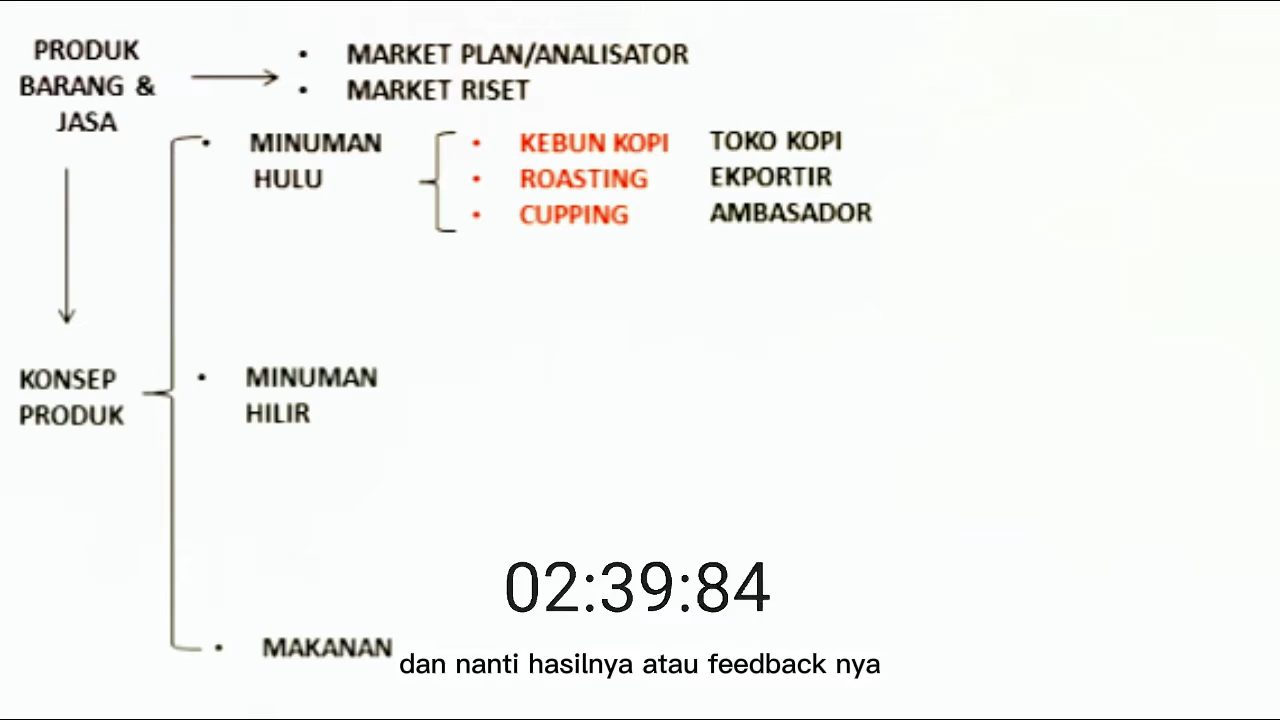 PRODUK
BARANG &
JASA
• MARKET PLAN/ANALISATOR
• MARKET RISET
• MINUMAN
HULU
• KEBUN KOPI TOKO KOPI
• ROASTING EKPORTIR
• CUPPING AMBASADOR
KONSEP
PRODUK
• MINUMAN
HILIR
• MAKANAN
02:39:84
dan nanti hasilnya atau feedback nya